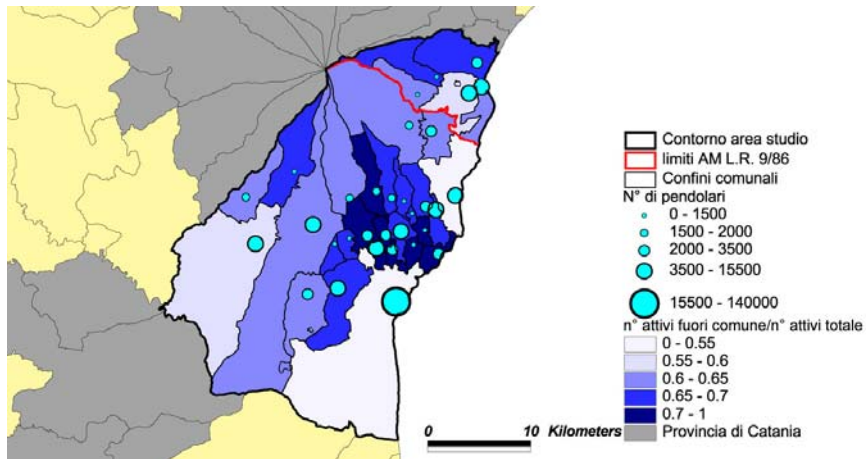 Contorno area studio
limiti AM L.R. 9/86
Confini comunali
N° di pendolari
0 - 1500
1500 - 2000
2000 - 3500
3500 - 15500
15500 - 140000
n° attivi fuori comune/n° attivi totale
0 - 0.55
0.55 - 0.6
0.6 - 0.65
0.65 - 0.7
0.7 - 1
Provincia di Catania
0 10 Kilometers